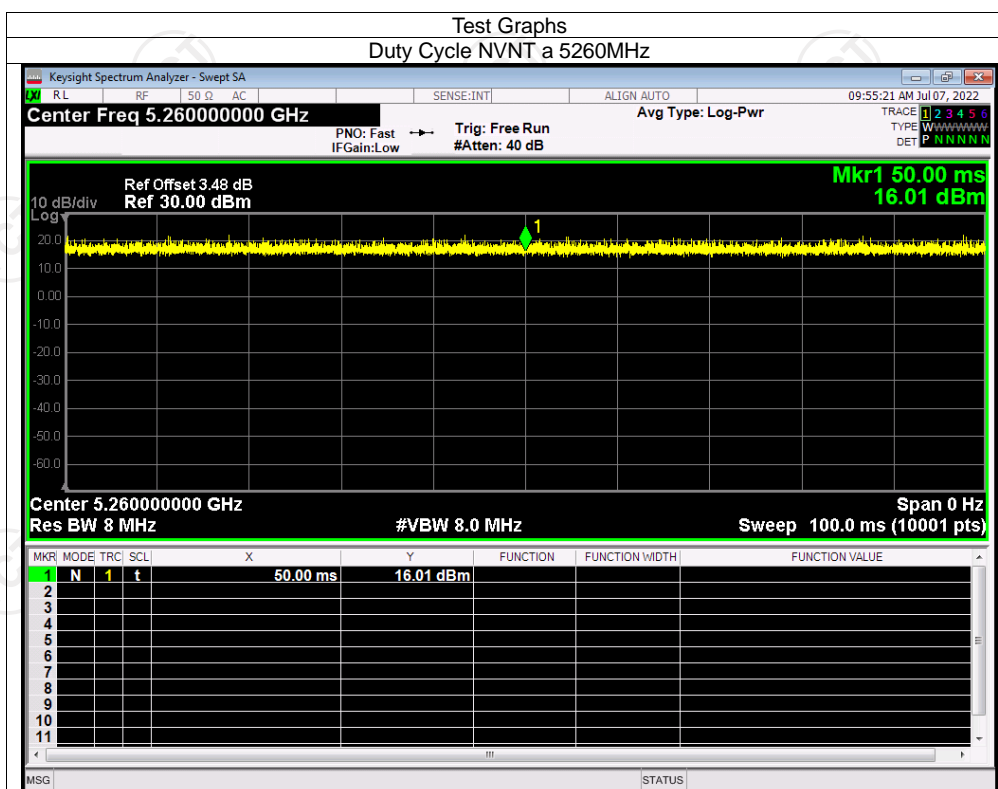 Test Graphs
Duty Cycle NVNT a 5260MHz
Keysight Spectrum Analyzer - Swept SA
LXI RL RF 50 Ω AC SENSE:INT ALIGN AUTO 09:55:21 AM Jul 07, 2022
Center Freq 5.260000000 GHz
PNO: Fast
IFGain:Low
Trig: Free Run
#Atten: 40 dB
Avg Type: Log-Pwr
TRACE 1 2 3 4 5 6
TYPE WWWWWW
DET P N N N N N
Mkr1 50.00 ms
16.01 dBm
Ref Offset 3.48 dB
10 dB/div Ref 30.00 dBm
Log
1
20.0
10.0
0.00
-10.0
-20.0
-30.0
-40.0
-50.0
-60.0
Center 5.260000000 GHz Span 0 Hz
Res BW 8 MHz #VBW 8.0 MHz Sweep 100.0 ms (10001 pts)
MKR MODE TRC SCL X Y FUNCTION FUNCTION WIDTH FUNCTION VALUE
1 N 1 t 50.00 ms 16.01 dBm
2
3
4
5
6
7
8
9
10
11
MSG STATUS